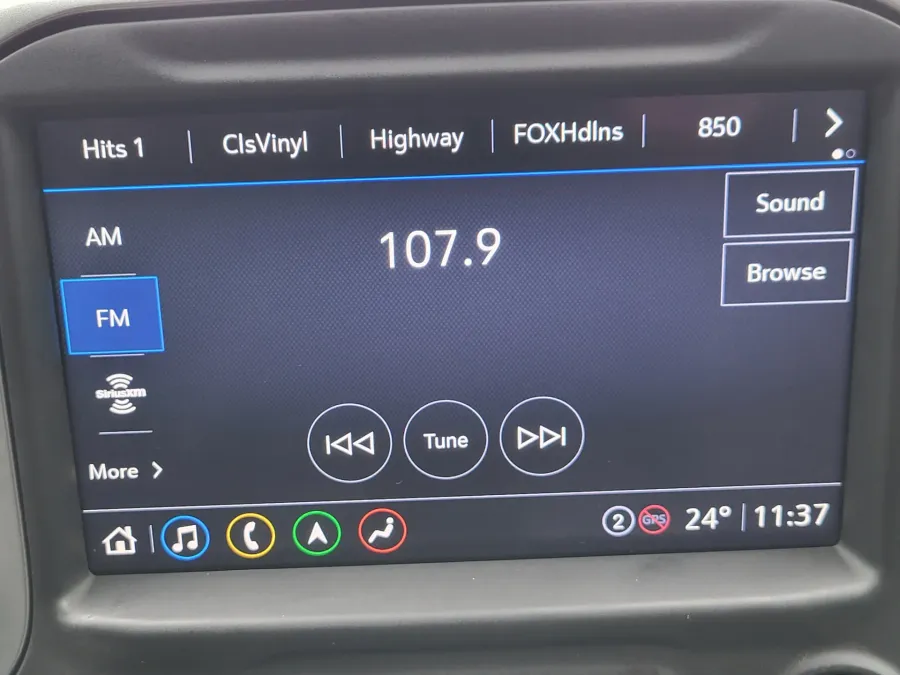 Hits 1 ClsVinyl Highway FOXHdlns 850
AM
107.9
Sound
Browse
FM
SiriusXM
More
Tune
2 GPS 24° 11:37